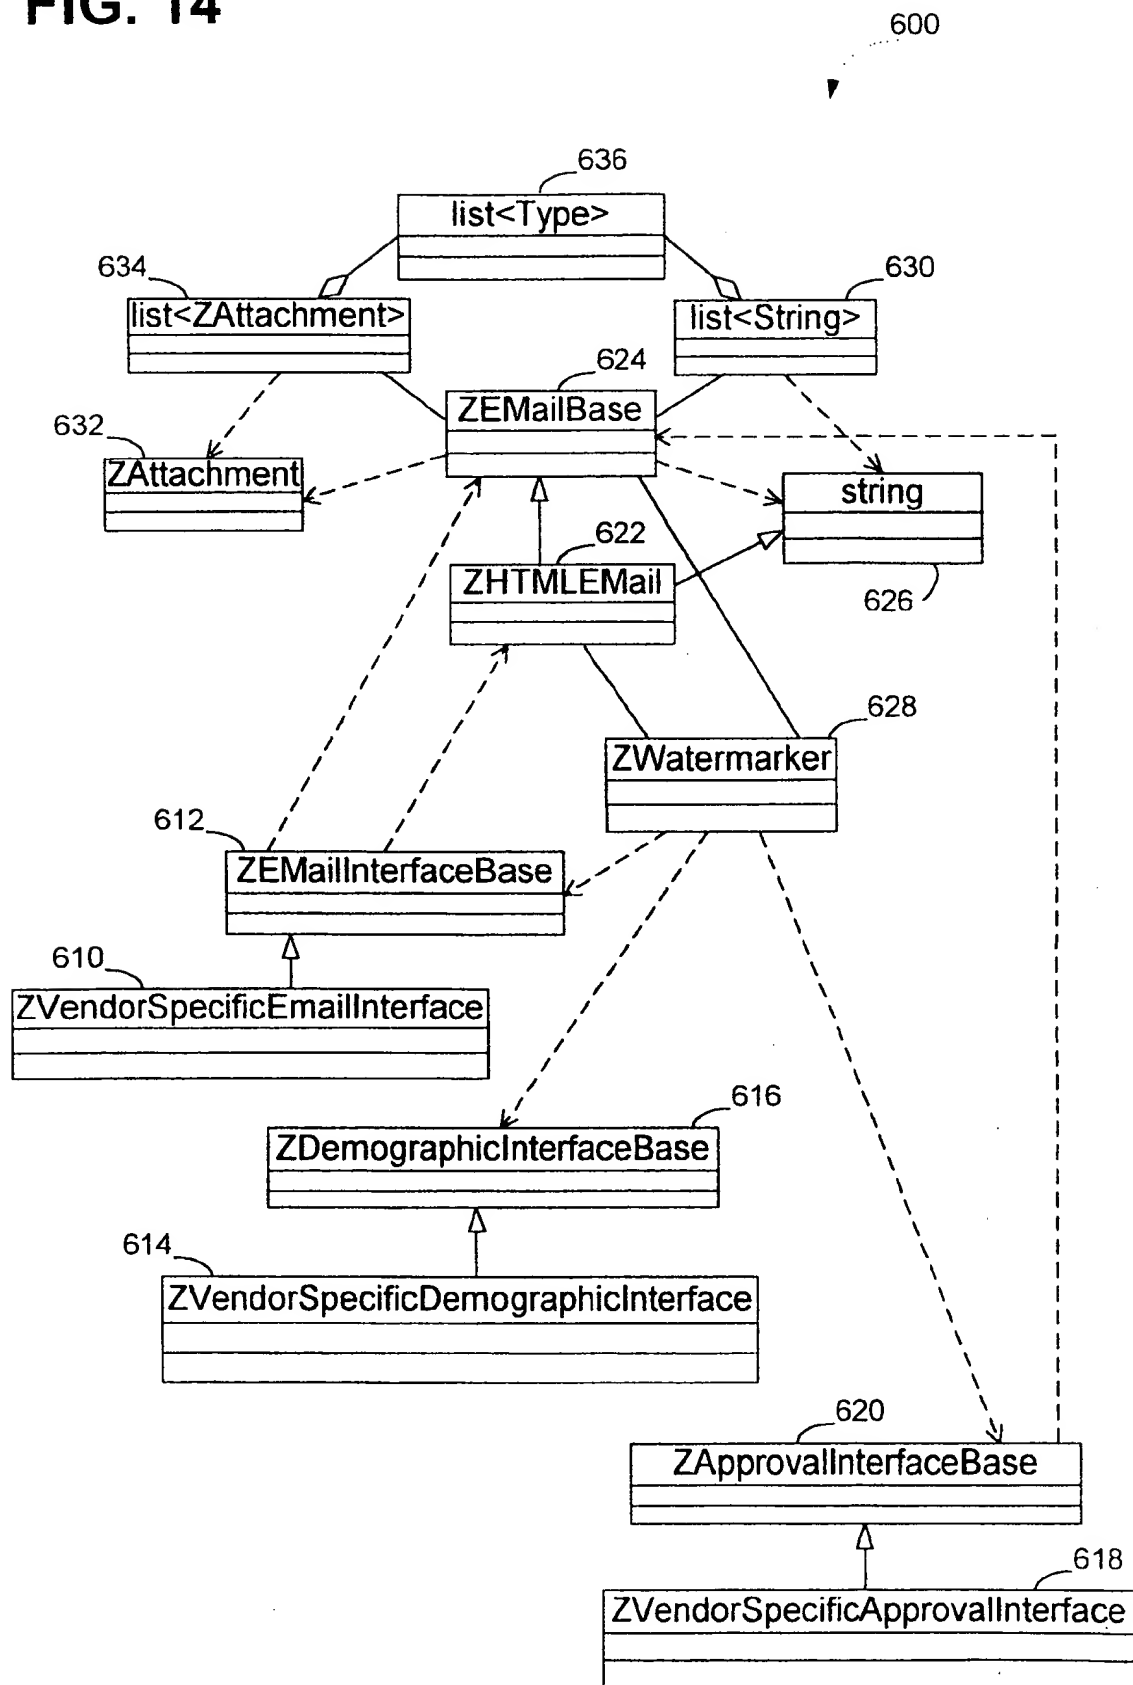 FIG. 14
600
636
list<Type>
634
630
list<ZAttachment>
list<String>
624
ZEMailBase
632
ZAttachment
string
622
ZHTMLEMail
626
628
ZWatermarker
612
ZEMailInterfaceBase
610
ZVendorSpecificEmailInterface
616
ZDemographicInterfaceBase
614
ZVendorSpecificDemographicInterface
620
ZApprovalInterfaceBase
618
ZVendorSpecificApprovalInterface